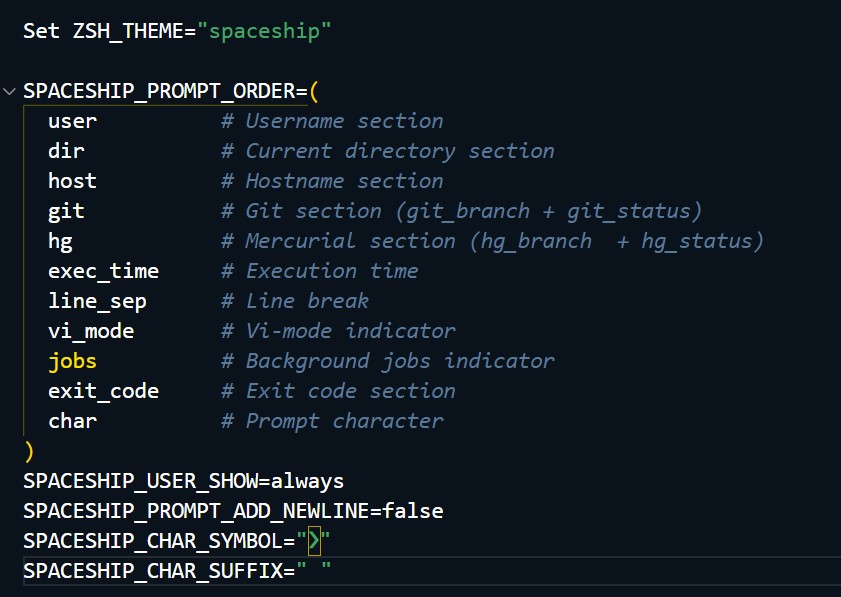 Set ZSH_THEME="spaceship"

SPACESHIP_PROMPT_ORDER=(
  user          # Username section
  dir           # Current directory section
  host          # Hostname section
  git           # Git section (git_branch + git_status)
  hg            # Mercurial section (hg_branch  + hg_status)
  exec_time     # Execution time
  line_sep      # Line break
  vi_mode       # Vi-mode indicator
  jobs          # Background jobs indicator
  exit_code     # Exit code section
  char          # Prompt character
)
SPACESHIP_USER_SHOW=always
SPACESHIP_PROMPT_ADD_NEWLINE=false
SPACESHIP_CHAR_SYMBOL="❯"
SPACESHIP_CHAR_SUFFIX=" "